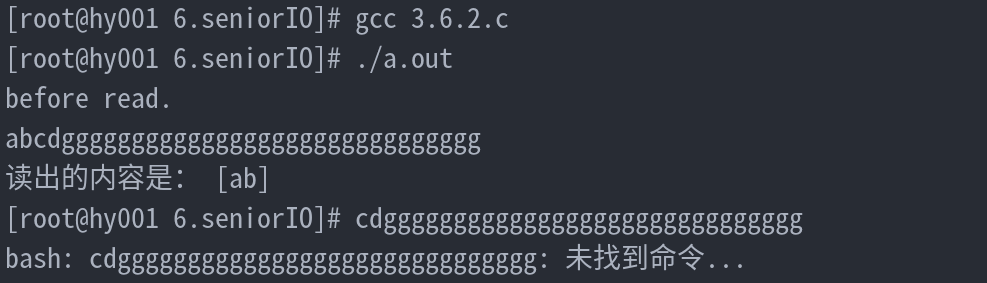 [root@hy001 6.seniorIO]# gcc 3.6.2.c
[root@hy001 6.seniorIO]# ./a.out
before read.
abcdgggggggggggggggggggggggggggggg
读出的内容是： [ab]
[root@hy001 6.seniorIO]# cdgggggggggggggggggggggggggggggg
bash: cdgggggggggggggggggggggggggggggg: 未找到命令...